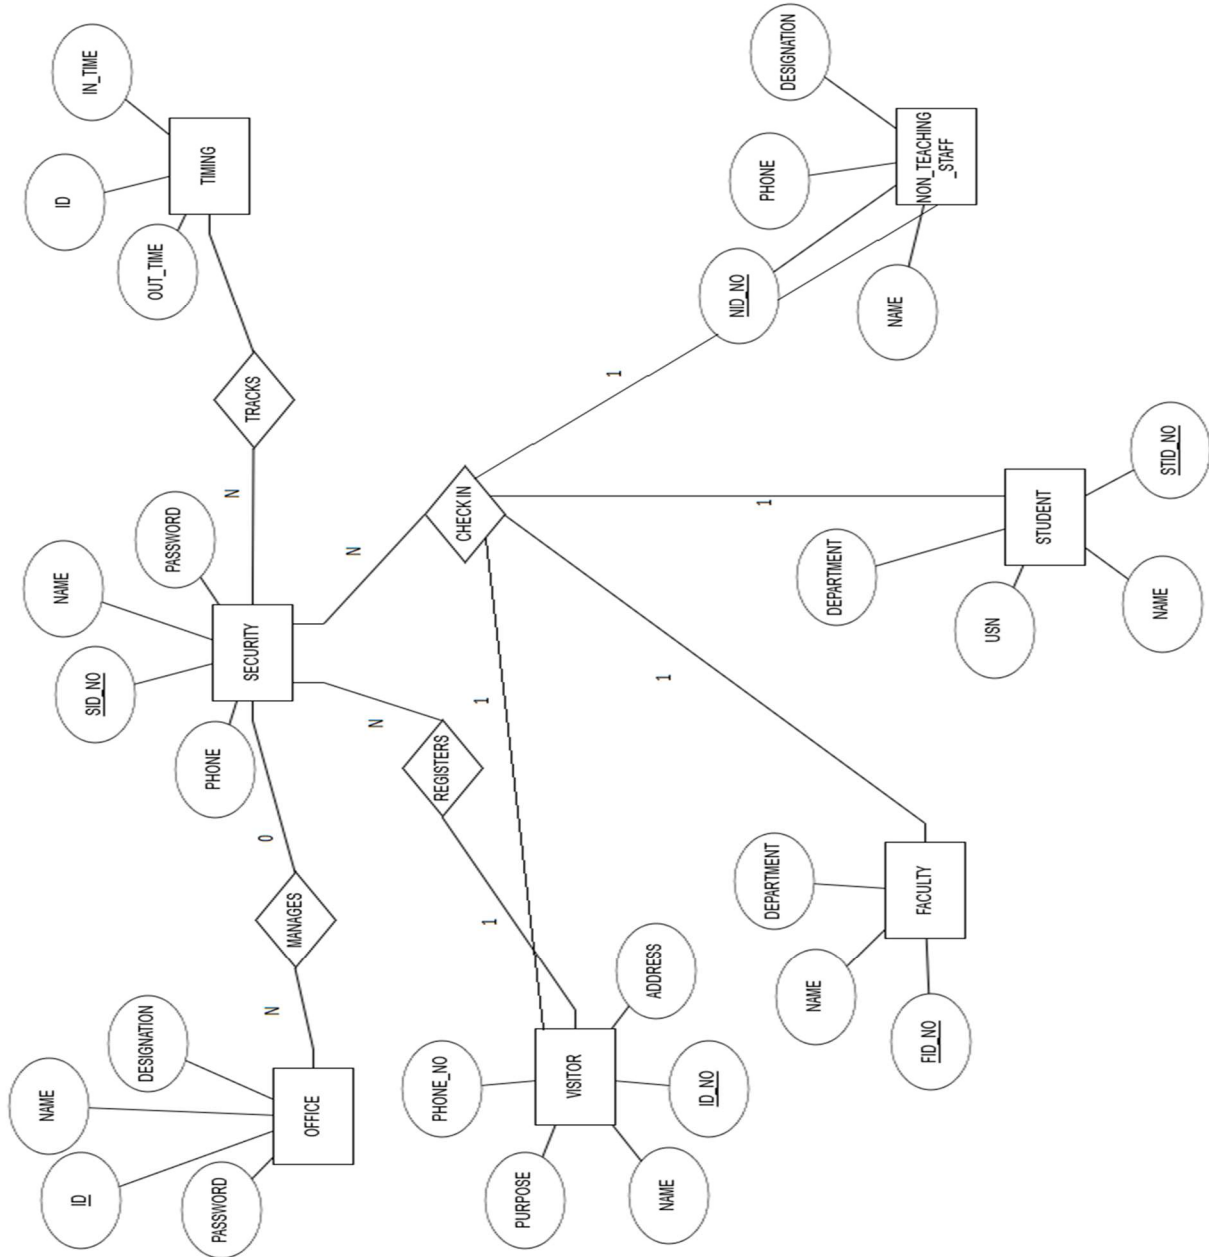 NAME
NAME
ID
IN_TIME
ID
SID_NO
DESIGNATION
OUT_TIME
PASSWORD
PASSWORD
PHONE
TIMING
N
TRACKS
SECURITY
0
N
MANAGES
OFFICE
N
N
PHONE_NO
REGISTERS
CHECK IN
1
1
PURPOSE
VISITOR
1
ADDRESS
NAME
1
ID_NO
NID_NO
1
PHONE
DEPARTMENT
DESIGNATION
NAME
DEPARTMENT
NAME
FACULTY
FID_NO
NON_TEACHING
_STAFF
USN
STUDENT
NAME
STID_NO